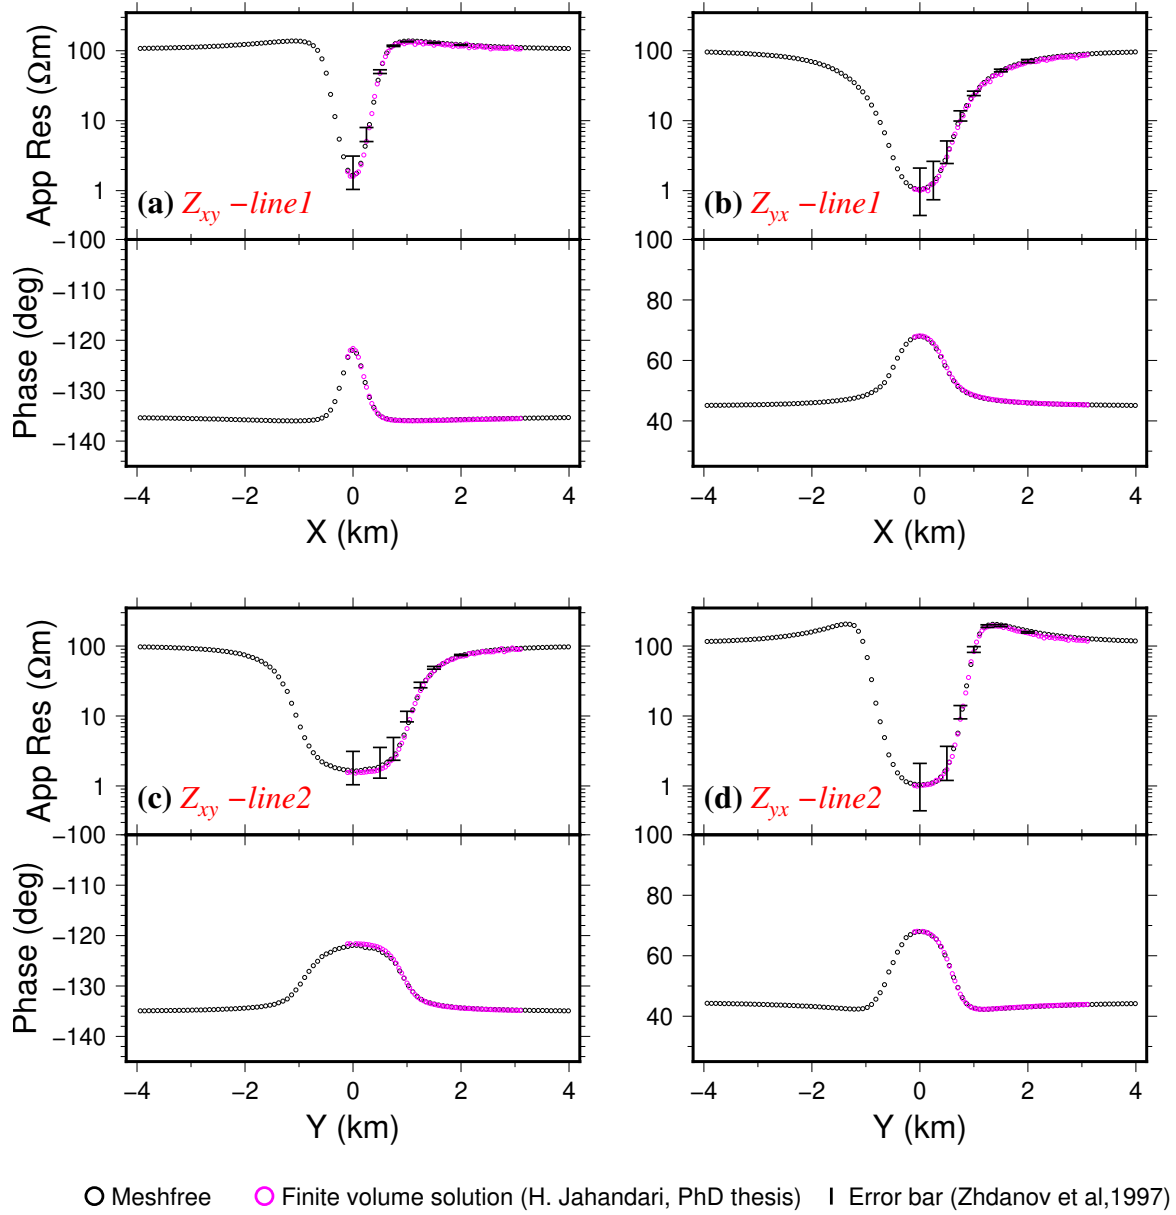 App Res (Ωm)
100
10
1
(a) Zxy −line1
−100
Phase (deg)
−110
−120
−130
−140
−4 −2 0 2 4
X (km)
100
10
1
(b) Zyx −line1
100
80
60
40
−4 −2 0 2 4
X (km)
App Res (Ωm)
100
10
1
(c) Zxy −line2
−100
Phase (deg)
−110
−120
−130
−140
−4 −2 0 2 4
Y (km)
100
10
1
(d) Zyx −line2
100
80
60
40
−4 −2 0 2 4
Y (km)
Meshfree Finite volume solution (H. Jahandari, PhD thesis) Error bar (Zhdanov et al,1997)